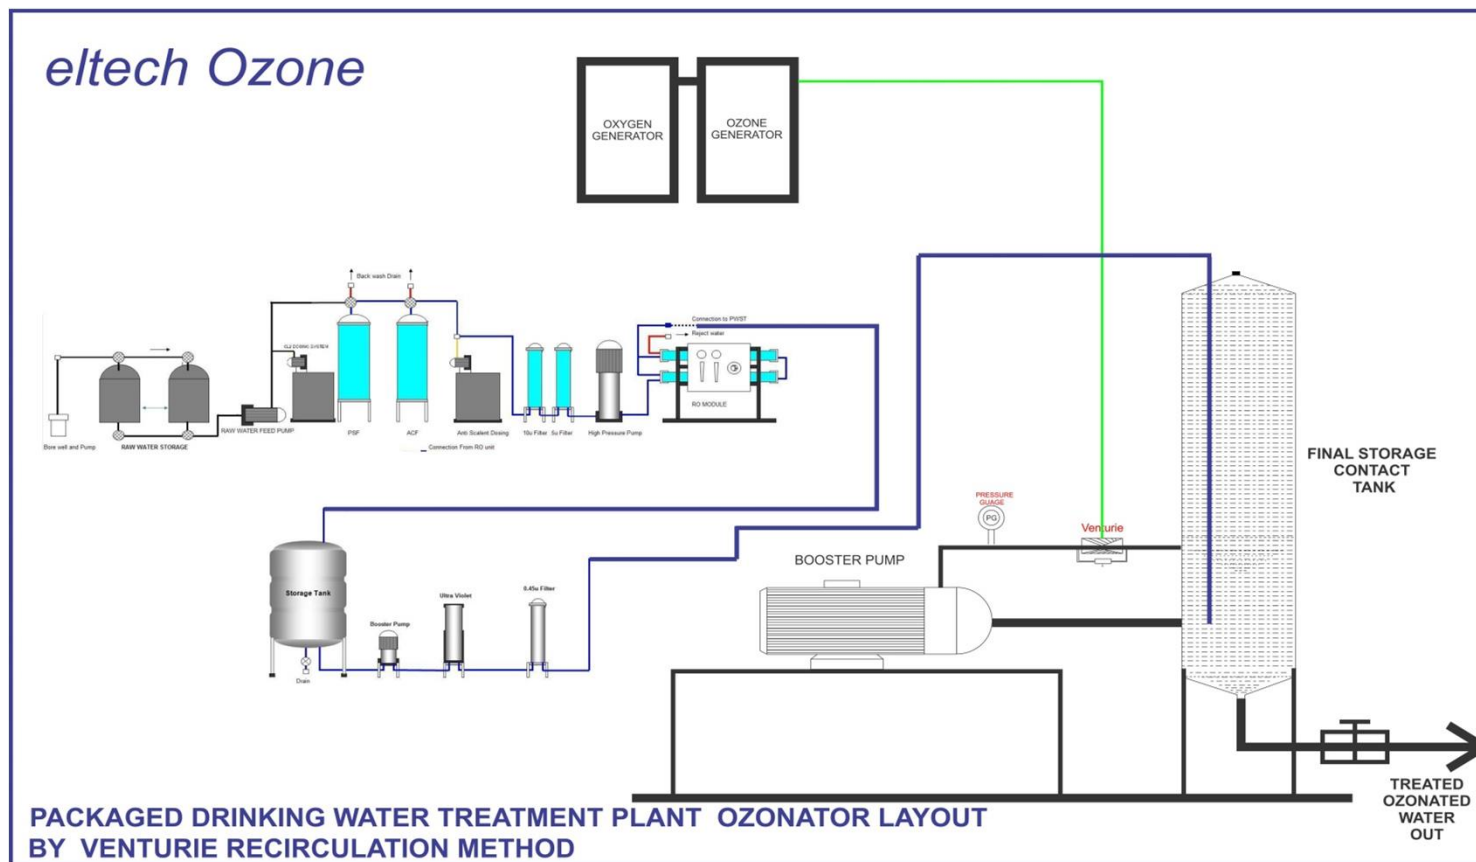 eltech Ozone
OXYGEN
GENERATOR
OZONE
GENERATOR
Back wash Drain
Connection to PWST
Reject water
RO MODULE
RAW WATER FEED PUMP
Bore well and Pump
RAW WATER STORAGE
PSF
ACF
Anti Scalent Dosing
10u Filter
5u Filter
High Pressure Pump
Connection From RO unit
FINAL STORAGE
CONTACT
TANK
PRESSURE
GUAGE
PG
Venturie
BOOSTER PUMP
Storage Tank
Drain
Booster Pump
Ultra Violet
0.45u Filter
TREATED
OZONATED
WATER
OUT
PACKAGED DRINKING WATER TREATMENT PLANT OZONATOR LAYOUT
BY VENTURIE RECIRCULATION METHOD